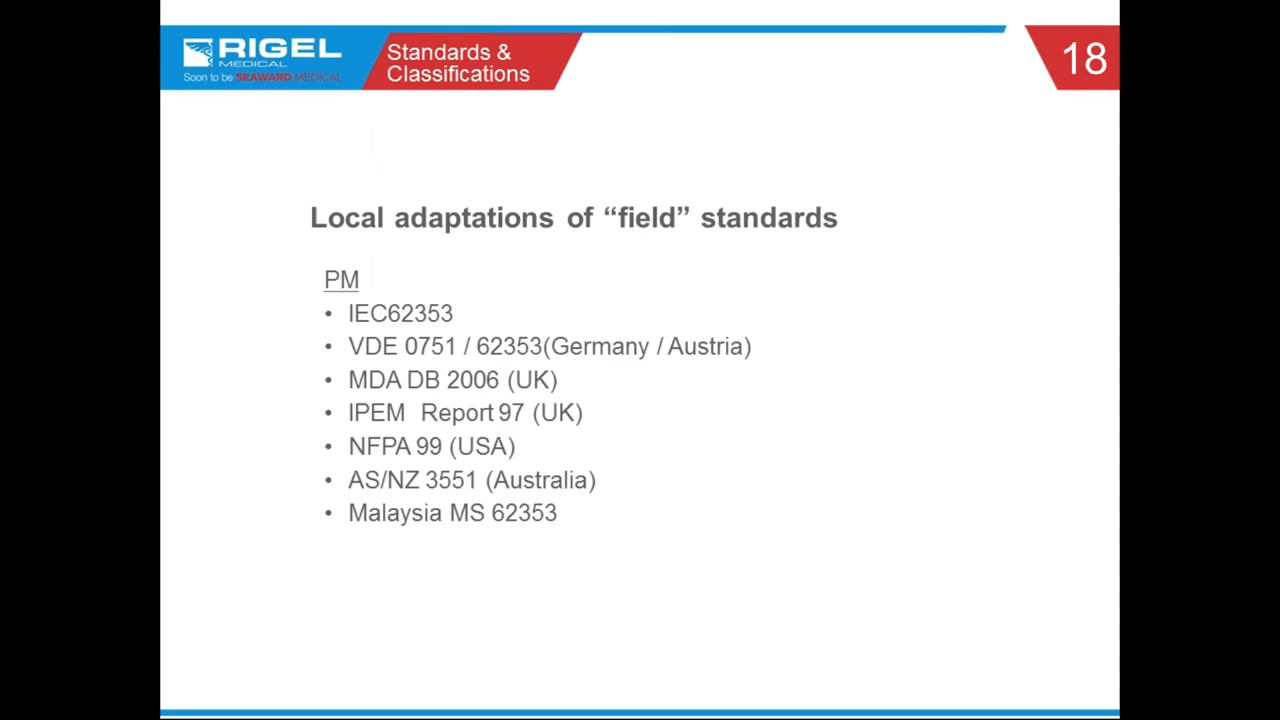 RIGEL
MEDICAL
Soon to be SEAWARD MEDICAL
Standards &
Classifications
18
Local adaptations of “field” standards
PM
• IEC62353
• VDE 0751 / 62353(Germany / Austria)
• MDA DB 2006 (UK)
• IPEM Report 97 (UK)
• NFPA 99 (USA)
• AS/NZ 3551 (Australia)
• Malaysia MS 62353